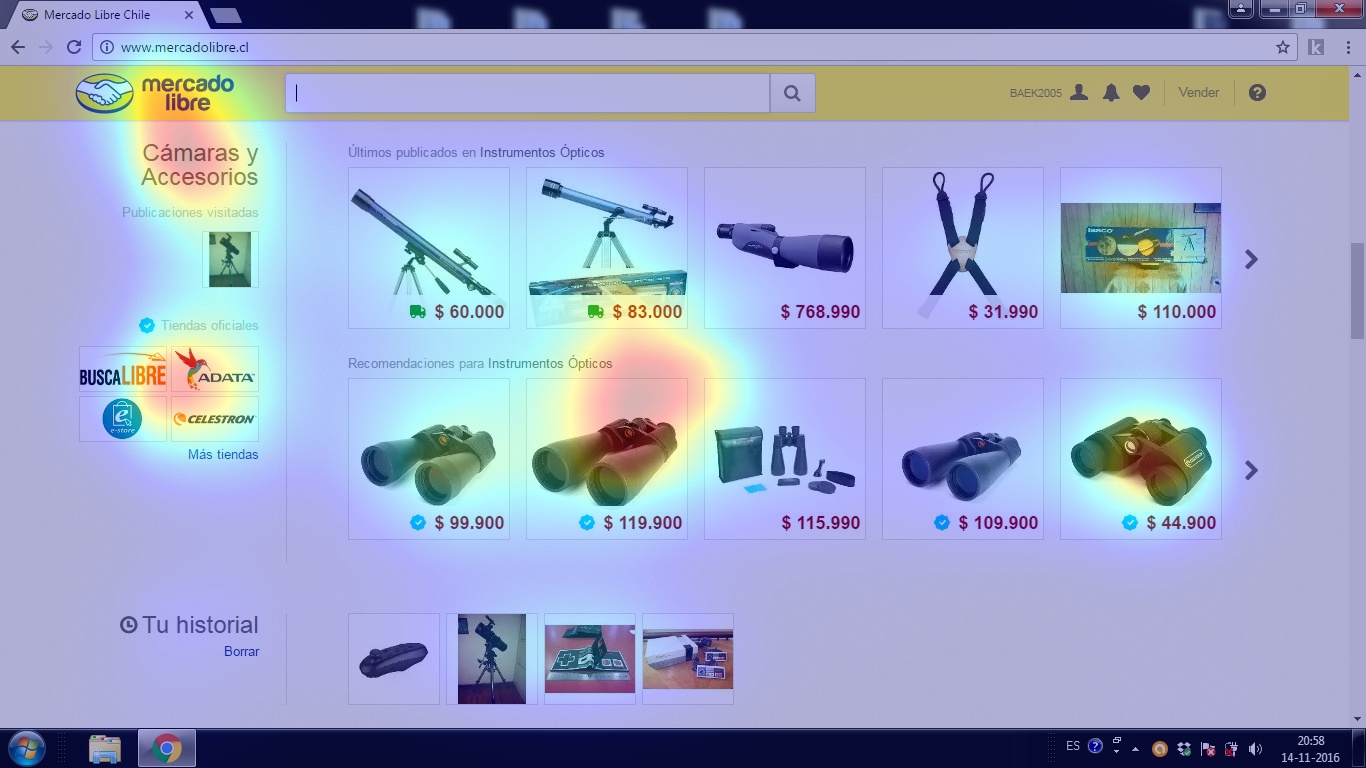 Mercado Libre Chile
www.mercadolibre.cl
mercado
libre
BAEK2005
Vender
Cámaras y
Accesorios
Publicaciones visitadas
Tiendas oficiales
BUSCALIBRE
ADATA
e-store
CELESTRON
Más tiendas
Últimos publicados en Instrumentos Ópticos
$ 60.000
$ 83.000
$ 768.990
$ 31.990
tasco
$ 110.000
Recomendaciones para Instrumentos Ópticos
$ 99.900
$ 119.900
$ 115.990
$ 109.900
$ 44.900
Tu historial
Borrar
ES
20:58
14-11-2016